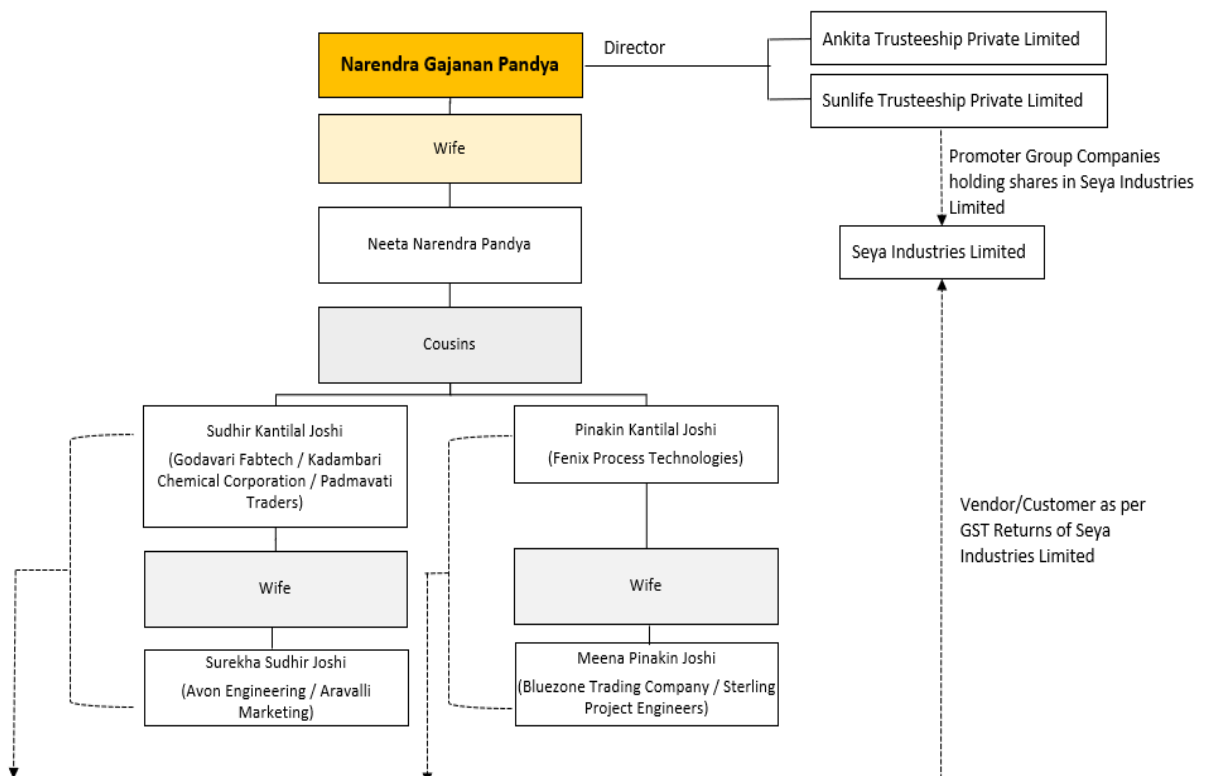 Narendra Gajanan Pandya
Director
Ankita Trusteeship Private Limited
Sunlife Trusteeship Private Limited
Promoter Group Companies
holding shares in Seya Industries
Limited
Seya Industries Limited
Wife
Neeta Narendra Pandya
Cousins
Sudhir Kantilal Joshi
(Godavari Fabtech / Kadambari
Chemical Corporation / Padmavati
Traders)
Pinakin Kantilal Joshi
(Fenix Process Technologies)
Vendor/Customer as per
GST Returns of Seya
Industries Limited
Wife
Wife
Surekha Sudhir Joshi
(Avon Engineering / Aravalli
Marketing)
Meena Pinakin Joshi
(Bluezone Trading Company / Sterling
Project Engineers)